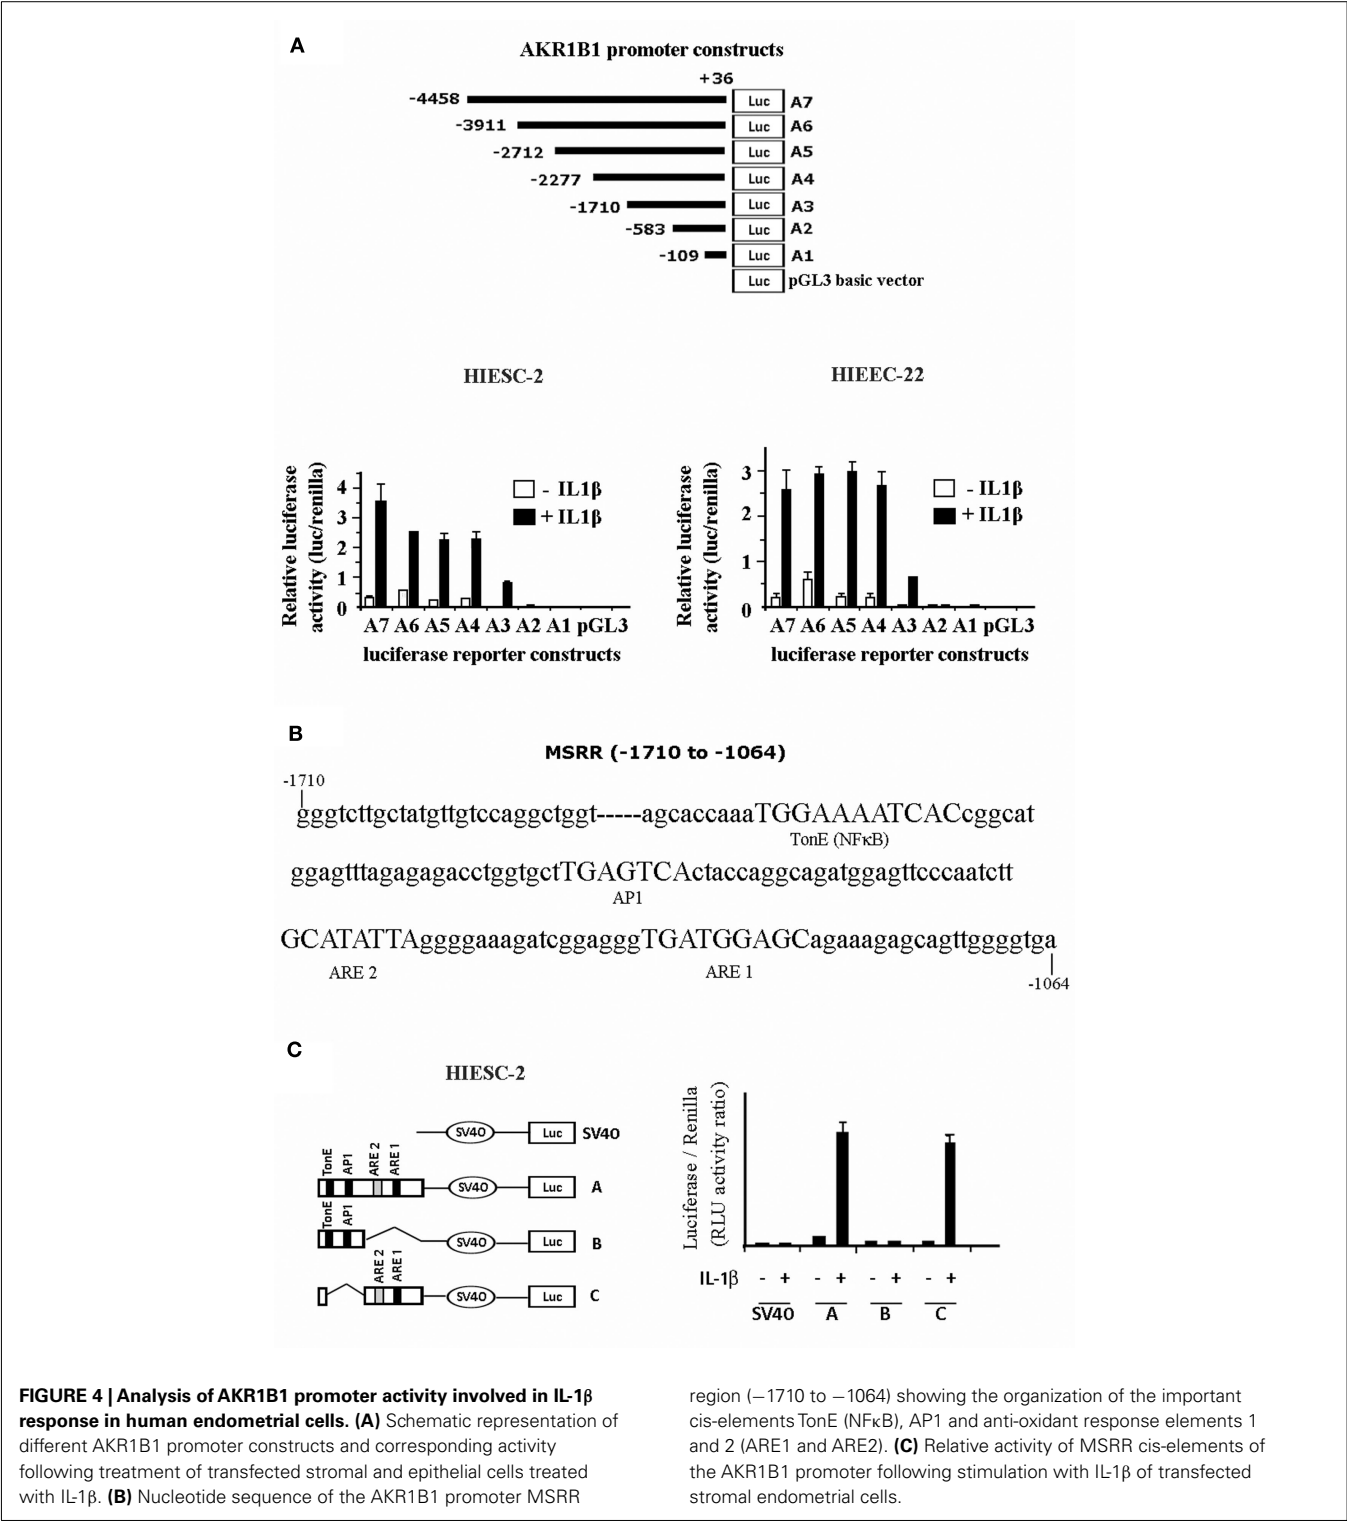 A
AKR1B1 promoter constructs
+36
-4458 Luc A7
-3911 Luc A6
-2712 Luc A5
-2277 Luc A4
-1710 Luc A3
-583 Luc A2
-109 Luc A1
Luc pGL3 basic vector
HIESC-2
Relative luciferase
activity (luc/renilla)
4
3
2
1
0
- IL1β
+ IL1β
A7 A6 A5 A4 A3 A2 A1 pGL3
luciferase reporter constructs
HIEEC-22
Relative luciferase
activity (luc/renilla)
3
2
1
0
- IL1β
+ IL1β
A7 A6 A5 A4 A3 A2 A1 pGL3
luciferase reporter constructs
B
MSRR (-1710 to -1064)
-1710
gggtcttgctatgttgtccaggctggt-----agcaccaaaTGGAAAATCACcggcat
TonE (NFκB)
ggagtttagagagacctggtgctTGAGTCActaccaggcagatggagttcccaatctt
AP1
GCATATTAggggaaagatcggagggTGATGGAGCagaaagagcagttggggtga
ARE 2 ARE 1
-1064
C
HIESC-2
SV40 Luc SV40
TonE AP1 ARE 2 ARE 1
SV40 Luc A
TonE AP1
SV40 Luc B
ARE 2 ARE 1
SV40 Luc C
Luciferase / Renilla
(RLU activity ratio)
IL-1β - + - + - + - +
SV40 A B C
FIGURE 4 | Analysis of AKR1B1 promoter activity involved in IL-1β
response in human endometrial cells. (A) Schematic representation of
different AKR1B1 promoter constructs and corresponding activity
following treatment of transfected stromal and epithelial cells treated
with IL-1β. (B) Nucleotide sequence of the AKR1B1 promoter MSRR
region (−1710 to −1064) showing the organization of the important
cis-elements TonE (NFκB), AP1 and anti-oxidant response elements 1
and 2 (ARE1 and ARE2). (C) Relative activity of MSRR cis-elements of
the AKR1B1 promoter following stimulation with IL-1β of transfected
stromal endometrial cells.